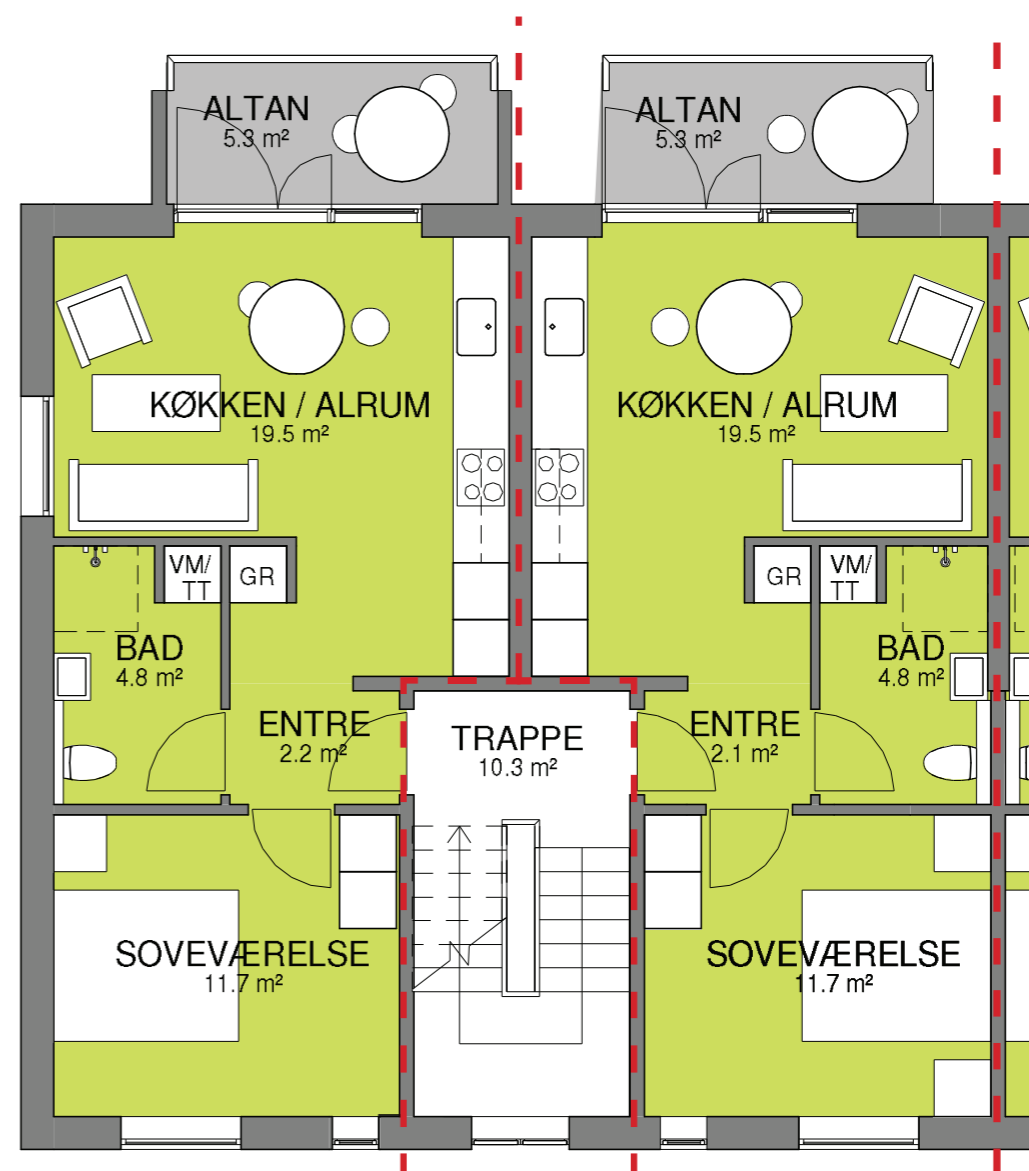 ALTAN
5.3 m²
ALTAN
5.3 m²
KØKKEN / ALRUM
19.5 m²
KØKKEN / ALRUM
19.5 m²
VM/
TT
GR
GR
VM/
TT
BAD
4.8 m²
BAD
4.8 m²
ENTRE
2.2 m²
TRAPPE
10.3 m²
ENTRE
2.1 m²
SOVEVÆRELSE
11.7 m²
SOVEVÆRELSE
11.7 m²